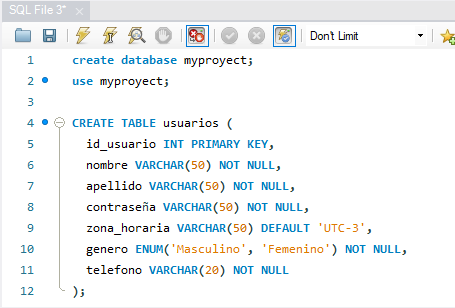 SQL File 3*
Don't Limit
1 create database myproyect;
2 use myproyect;
3
4 CREATE TABLE usuarios (
5 id_usuario INT PRIMARY KEY,
6 nombre VARCHAR(50) NOT NULL,
7 apellido VARCHAR(50) NOT NULL,
8 contraseña VARCHAR(50) NOT NULL,
9 zona_horaria VARCHAR(50) DEFAULT 'UTC-3',
10 genero ENUM('Masculino', 'Femenino') NOT NULL,
11 telefono VARCHAR(20) NOT NULL
12 );